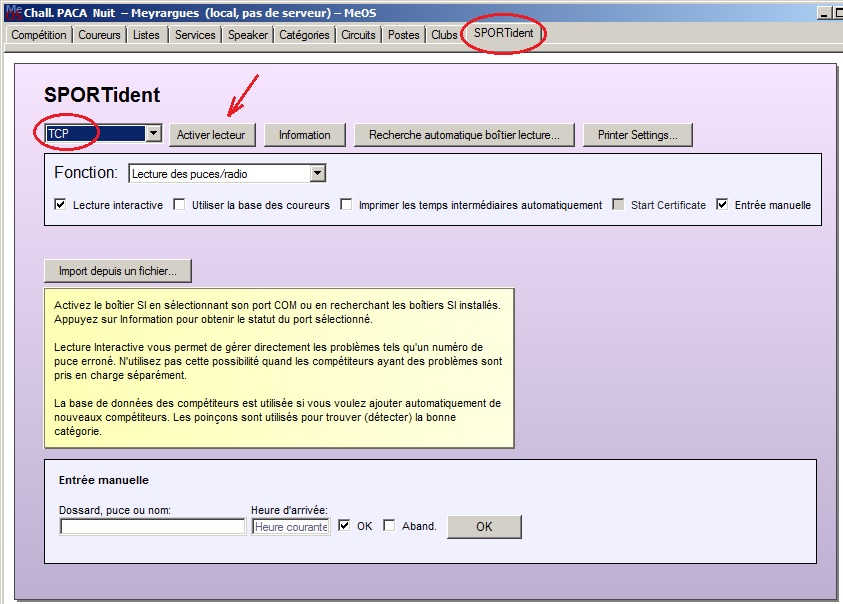 MeOS Chall. PACA Nuit – Meyrargues (local, pas de serveur) – MeOS
Compétition Coureurs Listes Services Speaker Catégories Circuits Postes Clubs SPORTident
SPORTident
TCP Activer lecteur Information Recherche automatique boîtier lecture... Printer Settings...
Fonction: Lecture des puces/radio
Lecture interactive Utiliser la base des coureurs Imprimer les temps intermédiaires automatiquement Start Certificate Entrée manuelle
Import depuis un fichier...
Activez le boîtier SI en sélectionnant son port COM ou en recherchant les boîtiers SI installés.
Appuyez sur Information pour obtenir le statut du port sélectionné.
Lecture Interactive vous permet de gérer directement les problèmes tels qu'un numéro de
puce erroné. N'utilisez pas cette possibilité quand les compétiteurs ayant des problèmes sont
pris en charge séparément.
La base de données des compétiteurs est utilisée si vous voulez ajouter automatiquement de
nouveaux compétiteurs. Les poinçons sont utilisés pour trouver (détecter) la bonne
catégorie.
Entrée manuelle
Dossard, puce ou nom: Heure d'arrivée:
Heure courante OK Aband. OK